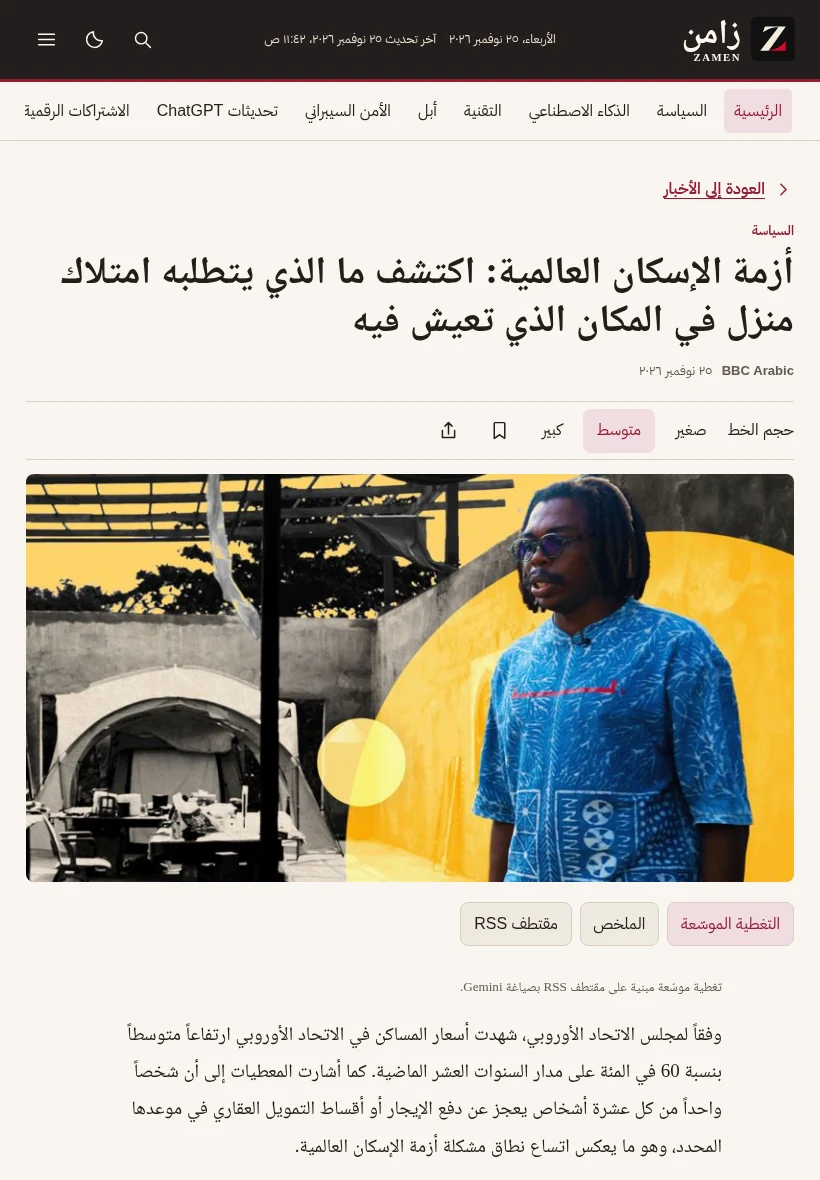 زامن
ZAMEN
الأربعاء، ٢٥ نوفمبر ٢٠٢٦ آخر تحديث ٢٥ نوفمبر ٢٠٢٦، ١١:٤٢ ص
الرئيسية السياسة الذكاء الاصطناعي التقنية أبل الأمن السيبراني تحديثات ChatGPT الاشتراكات الرقمية
العودة إلى الأخبار
السياسة
أزمة الإسكان العالمية: اكتشف ما الذي يتطلبه امتلاك
منزل في المكان الذي تعيش فيه
BBC Arabic ٢٥ نوفمبر ٢٠٢٦
حجم الخط صغير متوسط كبير
التغطية الموسّعة الملخص مقتطف RSS
تغطية موسّعة مبنية على مقتطف RSS بصياغة Gemini.
وفقاً لمجلس الاتحاد الأوروبي، شهدت أسعار المساكن في الاتحاد الأوروبي ارتفاعاً متوسطاً
بنسبة 60 في المئة على مدار السنوات العشر الماضية. كما أشارت المعطيات إلى أن شخصاً
واحداً من كل عشرة أشخاص يعجز عن دفع الإيجار أو أقساط التمويل العقاري في موعدها
المحدد، وهو ما يعكس اتساع نطاق مشكلة أزمة الإسكان العالمية.